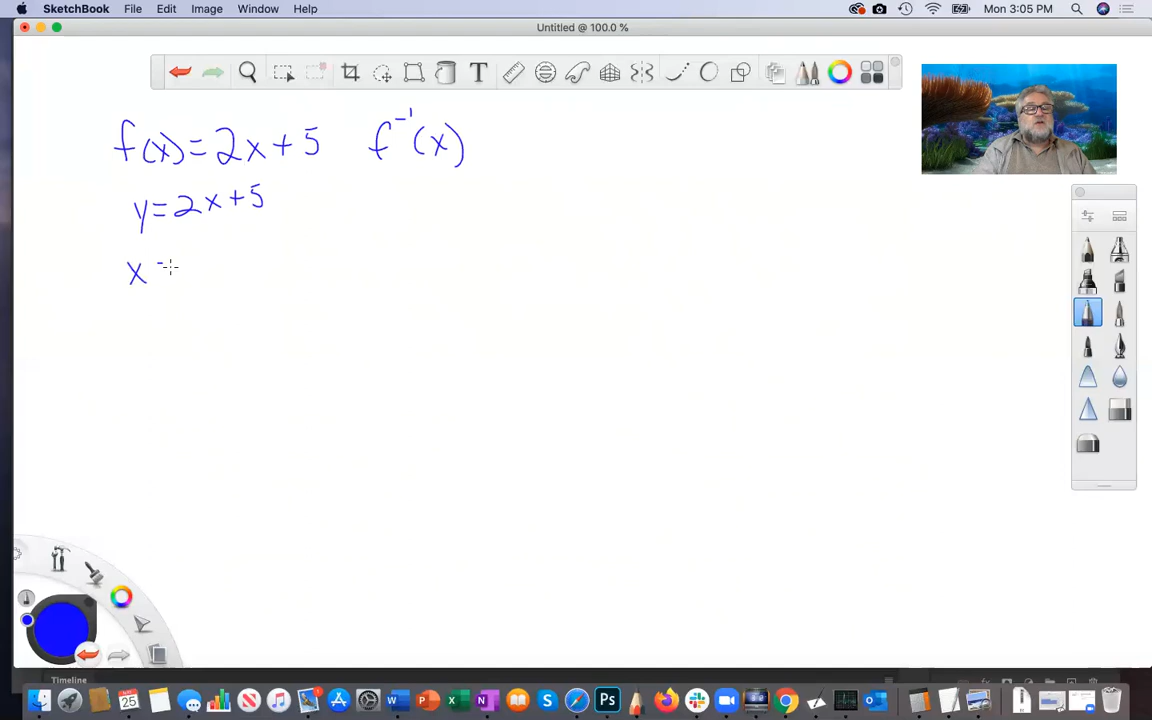 SketchBook File Edit Image Window Help Mon 3:05 PM
Untitled @ 100.0 %
f(x)=2x+5 f⁻¹(x)
y=2x+5
x -
Timeline